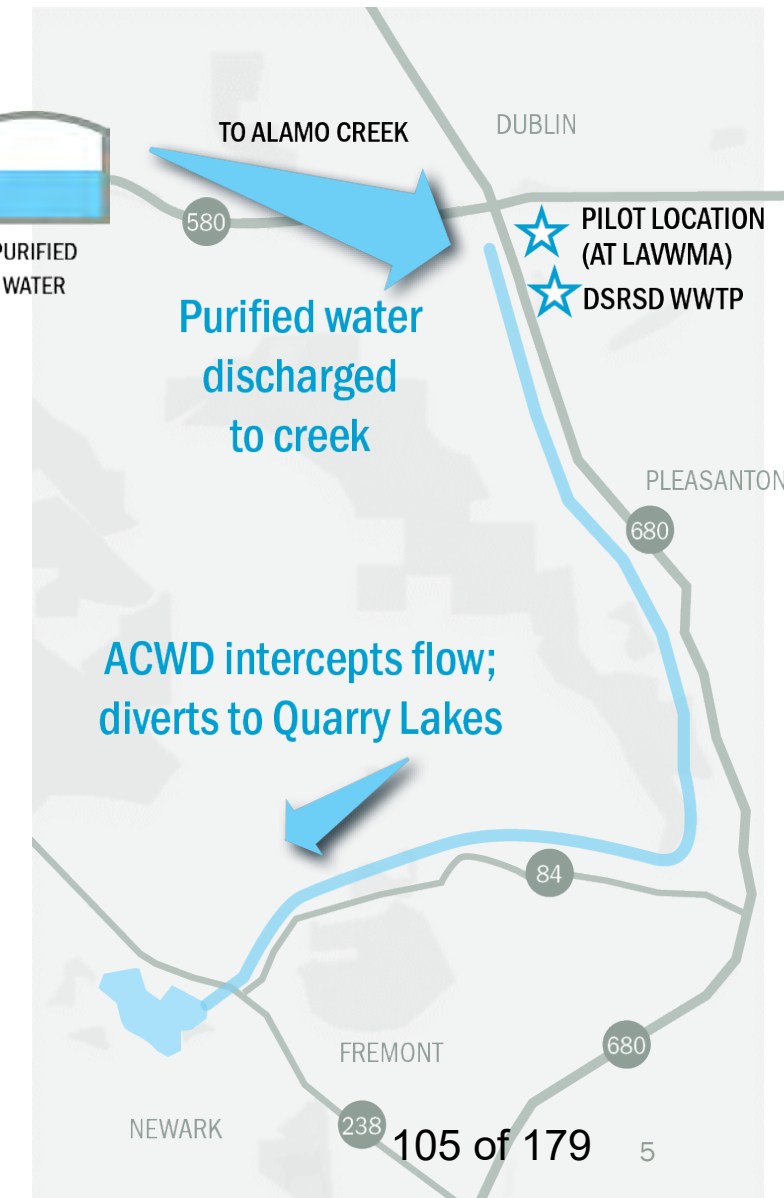 TO ALAMO CREEK
DUBLIN
580
PILOT LOCATION
(AT LAVWMA)
PURIFIED
WATER
DSRSD WWTP
Purified water
discharged
to creek
PLEASANTON
680
ACWD intercepts flow;
diverts to Quarry Lakes
84
680
FREMONT
238
NEWARK
105 of 179
5